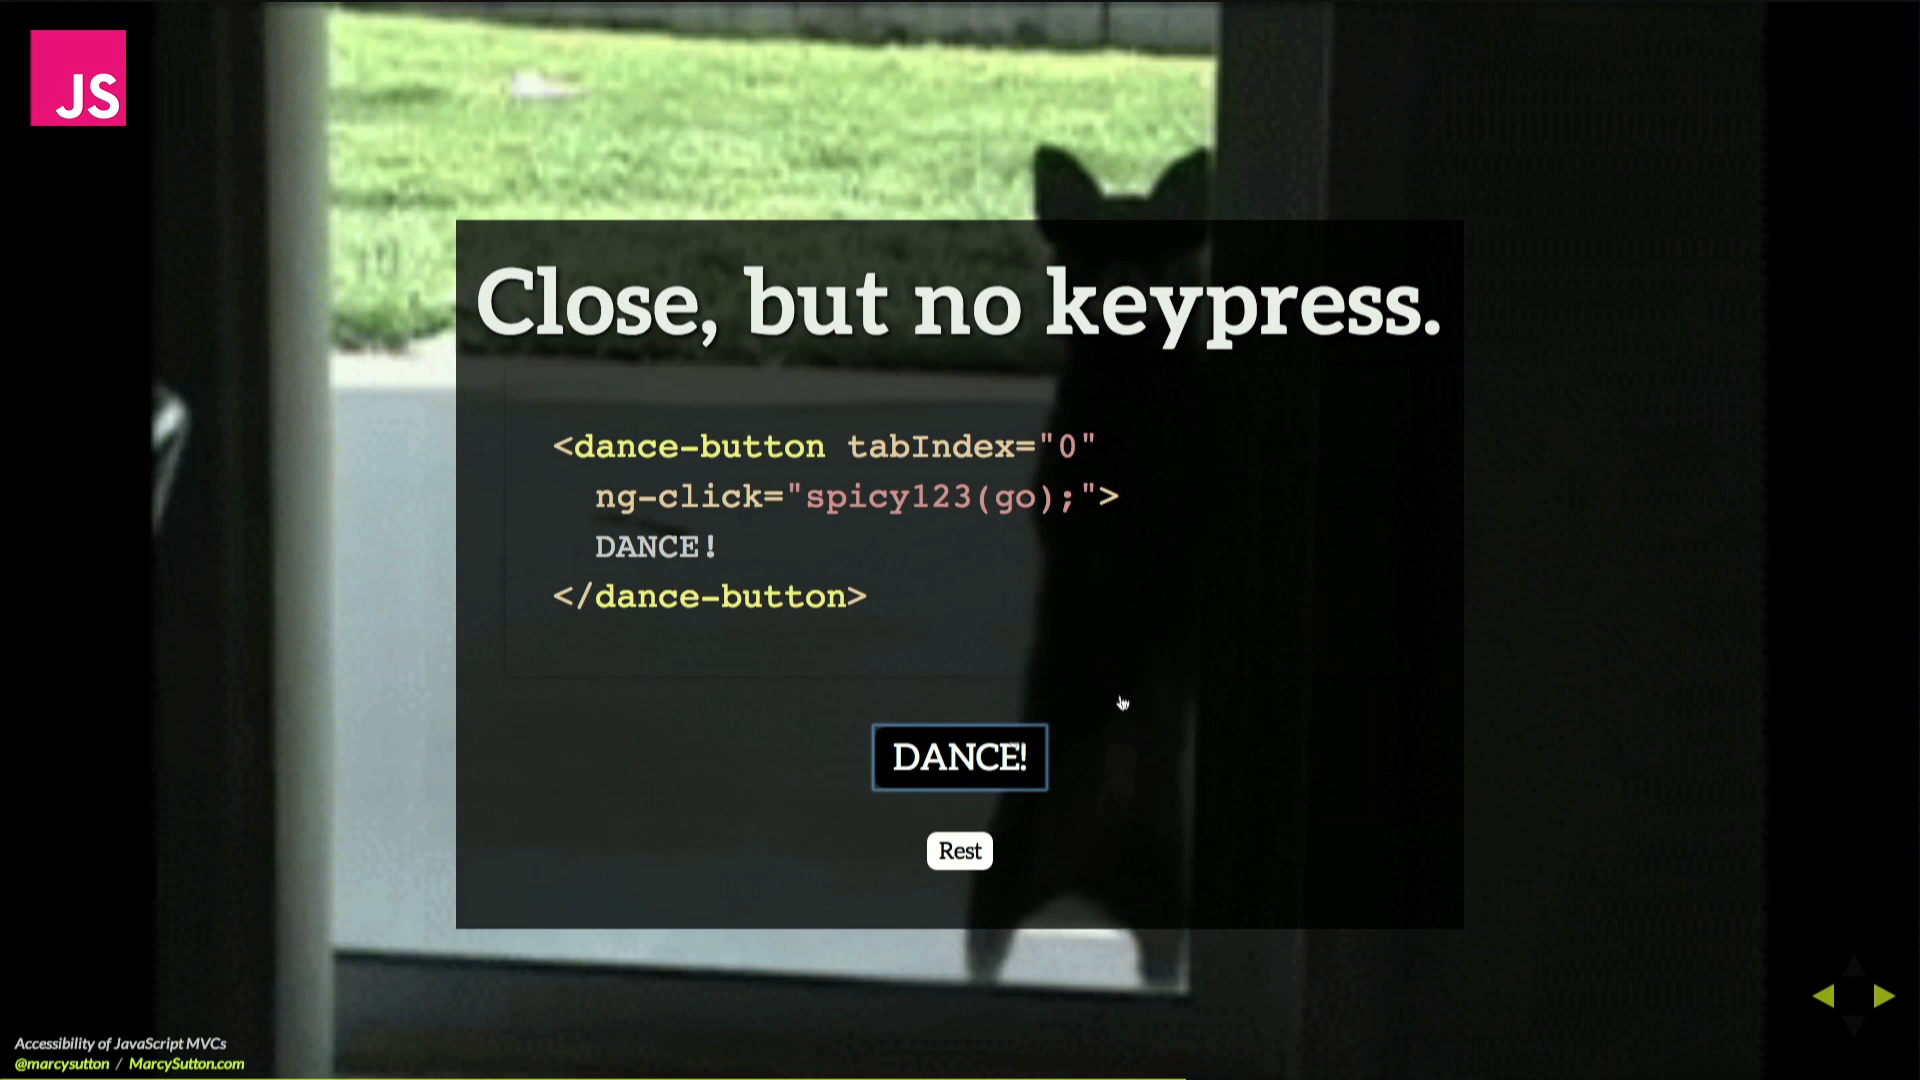 JS
Close, but no keypress.
<dance-button tabIndex="0"
ng-click="spicy123(go);">
DANCE!
</dance-button>
DANCE!
Rest
Accessibility of JavaScript MVCs
@marcysutton / MarcySutton.com